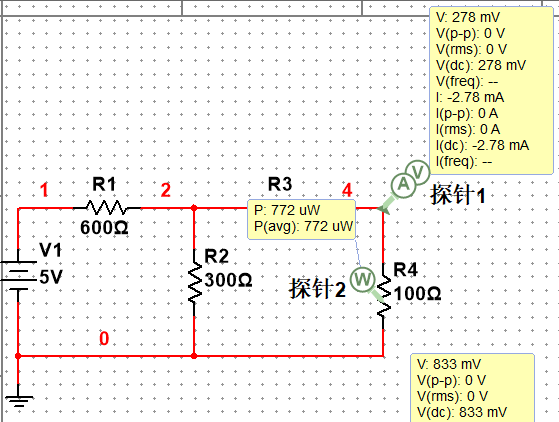 V: 278 mV
V(p-p): 0 V
V(rms): 0 V
V(dc): 278 mV
V(freq): --
I: -2.78 mA
I(p-p): 0 A
I(rms): 0 A
I(dc): -2.78 mA
I(freq): --
V
A
探针1
1
R1
2
R3
4
600Ω
P: 772 uW
P(avg): 772 uW
V1
5V
R2
300Ω
探针2
W
R4
100Ω
0
V: 833 mV
V(p-p): 0 V
V(rms): 0 V
V(dc): 833 mV